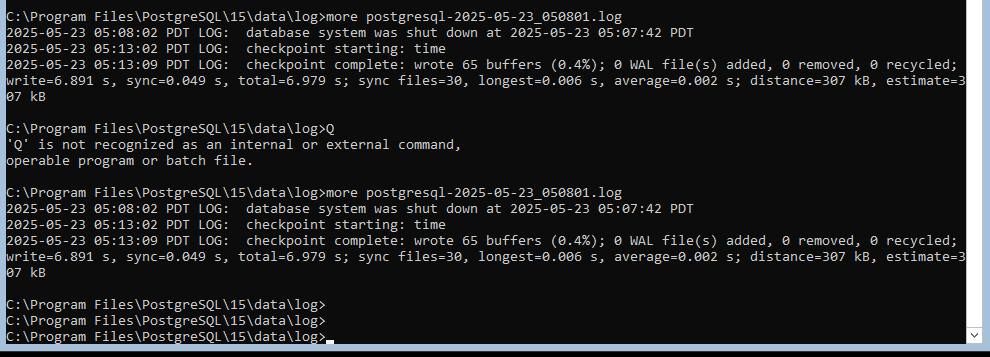 C:\Program Files\PostgreSQL\15\data\log>more postgresql-2025-05-23_050801.log
2025-05-23 05:08:02 PDT LOG:  database system was shut down at 2025-05-23 05:07:42 PDT
2025-05-23 05:13:02 PDT LOG:  checkpoint starting: time
2025-05-23 05:13:09 PDT LOG:  checkpoint complete: wrote 65 buffers (0.4%); 0 WAL file(s) added, 0 removed, 0 recycled;
write=6.891 s, sync=0.049 s, total=6.979 s; sync files=30, longest=0.006 s, average=0.002 s; distance=307 kB, estimate=3
07 kB
C:\Program Files\PostgreSQL\15\data\log>Q
'Q' is not recognized as an internal or external command,
operable program or batch file.
C:\Program Files\PostgreSQL\15\data\log>more postgresql-2025-05-23_050801.log
2025-05-23 05:08:02 PDT LOG:  database system was shut down at 2025-05-23 05:07:42 PDT
2025-05-23 05:13:02 PDT LOG:  checkpoint starting: time
2025-05-23 05:13:09 PDT LOG:  checkpoint complete: wrote 65 buffers (0.4%); 0 WAL file(s) added, 0 removed, 0 recycled;
write=6.891 s, sync=0.049 s, total=6.979 s; sync files=30, longest=0.006 s, average=0.002 s; distance=307 kB, estimate=3
07 kB
C:\Program Files\PostgreSQL\15\data\log>
C:\Program Files\PostgreSQL\15\data\log>
C:\Program Files\PostgreSQL\15\data\log>